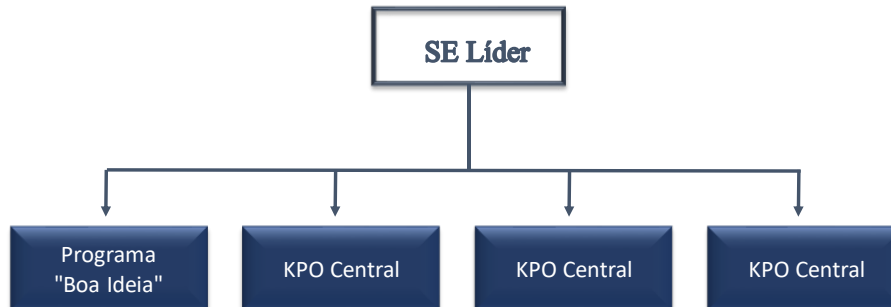 SE Líder
Programa
"Boa Ideia"
KPO Central
KPO Central
KPO Central